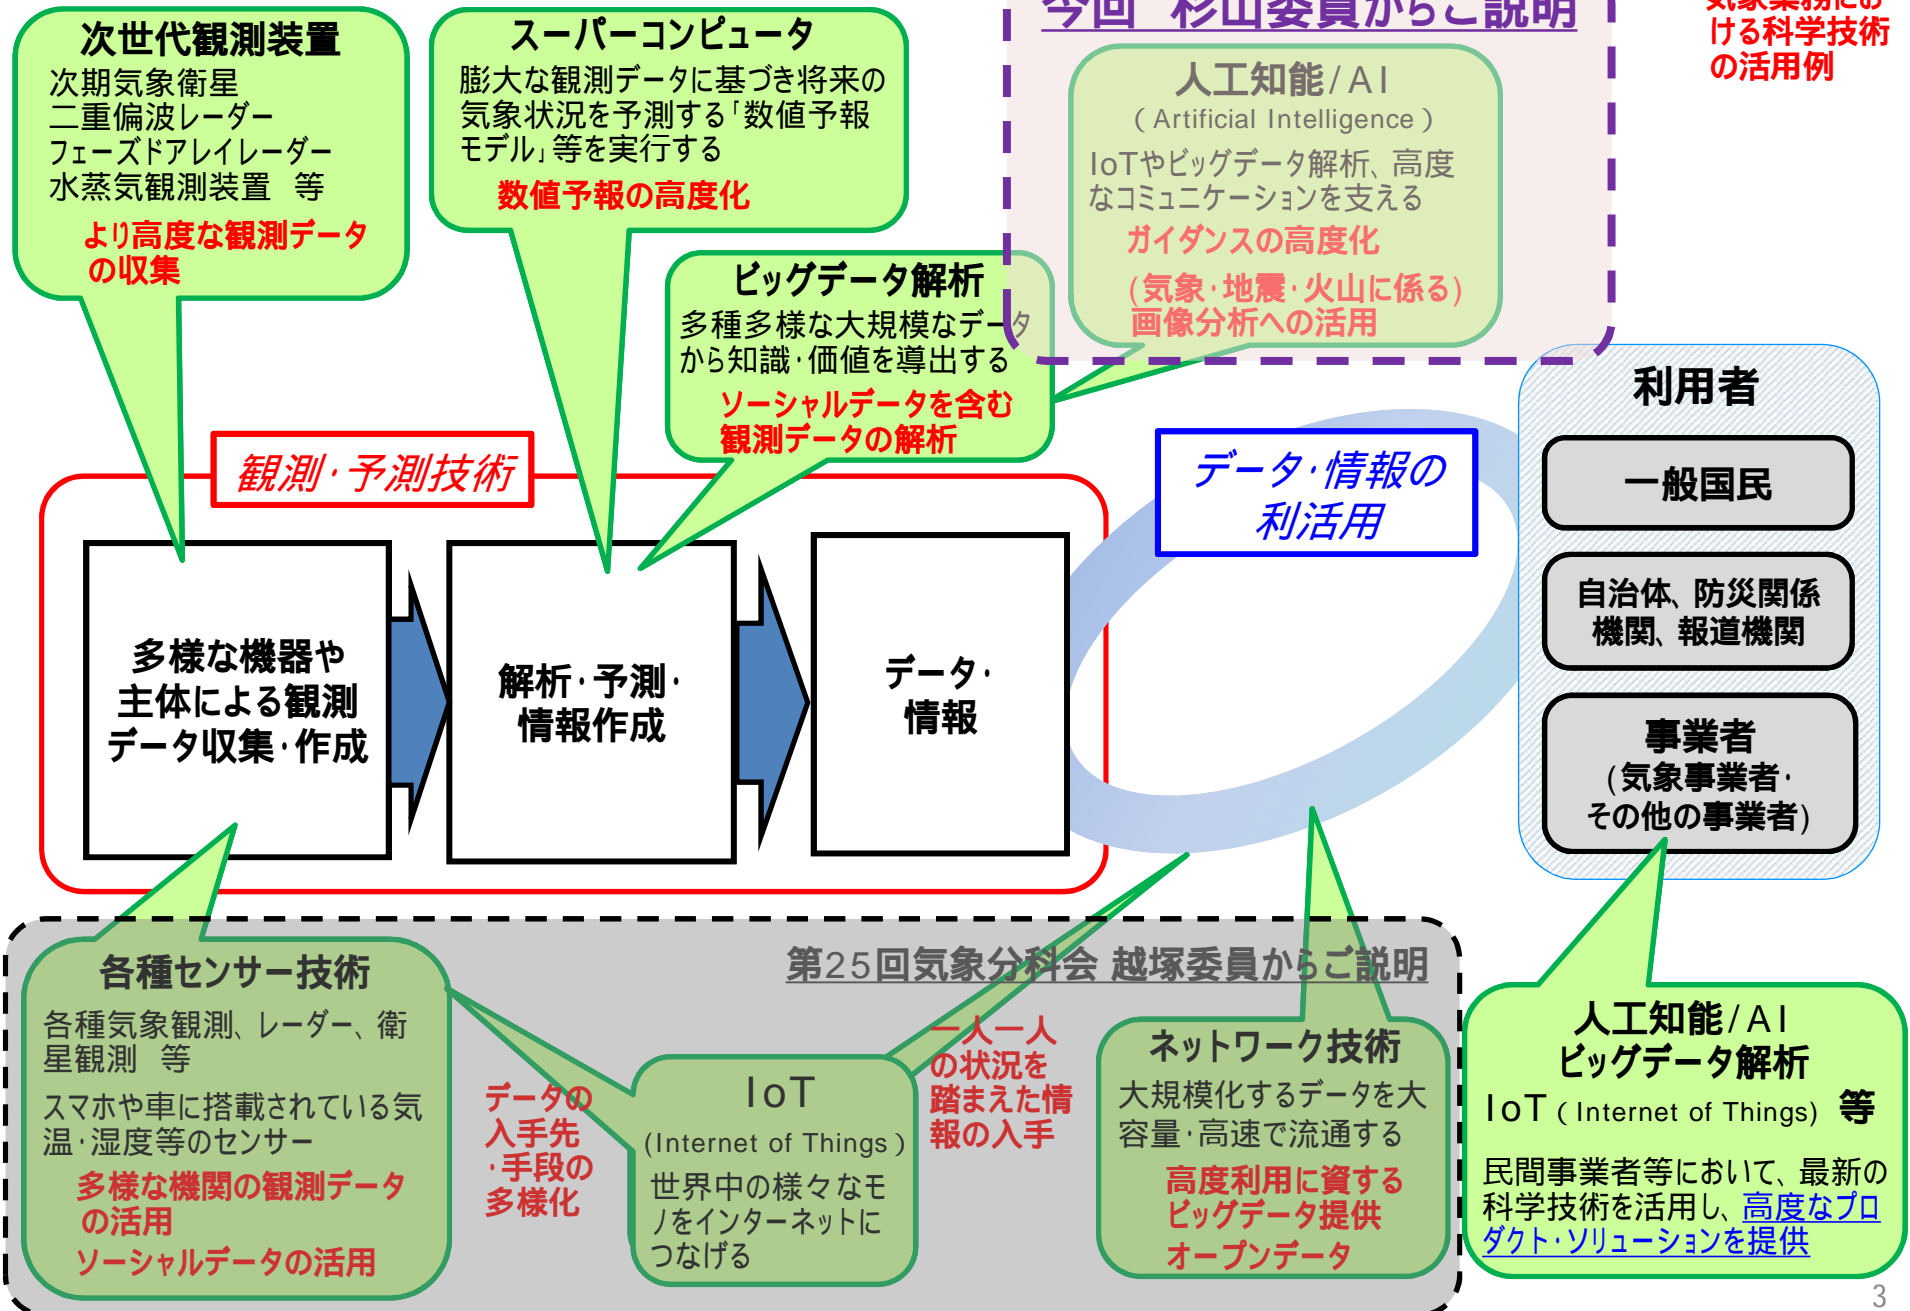 次世代観測装置
次期気象衛星
二重偏波レーダー
フェーズドアレイレーダー
水蒸気観測装置 等
より高度な観測データ
の収集
スーパーコンピュータ
膨大な観測データに基づき将来の
気象状況を予測する「数値予報
モデル」等を実行する
数値予報の高度化
今回 杉山委員からご説明
人工知能/AI
(Artificial Intelligence)
IoTやビッグデータ解析、高度
なコミュニケーションを支える
ガイダンスの高度化
(気象・地震・火山に係る)
画像分析への活用
気象業務にお
ける科学技術
の活用例
ビッグデータ解析
多種多様な大規模なデータ
から知識・価値を導出する
ソーシャルデータを含む
観測データの解析
観測・予測技術
データ・情報の
利活用
利用者
一般国民
自治体、防災関係
機関、報道機関
事業者
(気象事業者・
その他の事業者)
多様な機器や
主体による観測
データ収集・作成
解析・予測・
情報作成
データ・
情報
第25回気象分科会 越塚委員からご説明
各種センサー技術
各種気象観測、レーダー、衛
星観測 等
スマホや車に搭載されている気
温・湿度等のセンサー
多様な機関の観測データ
の活用
ソーシャルデータの活用
データの
入手先
・手段の
多様化
IoT
(Internet of Things)
世界中の様々なモ
ノをインターネットに
つなげる
一人一人
の状況を
踏まえた情
報の入手
ネットワーク技術
大規模化するデータを大
容量・高速で流通する
高度利用に資する
ビッグデータ提供
オープンデータ
人工知能/AI
ビッグデータ解析
IoT(Internet of Things) 等
民間事業者等において、最新の
科学技術を活用し、高度なプロ
ダクト・ソリューションを提供
3